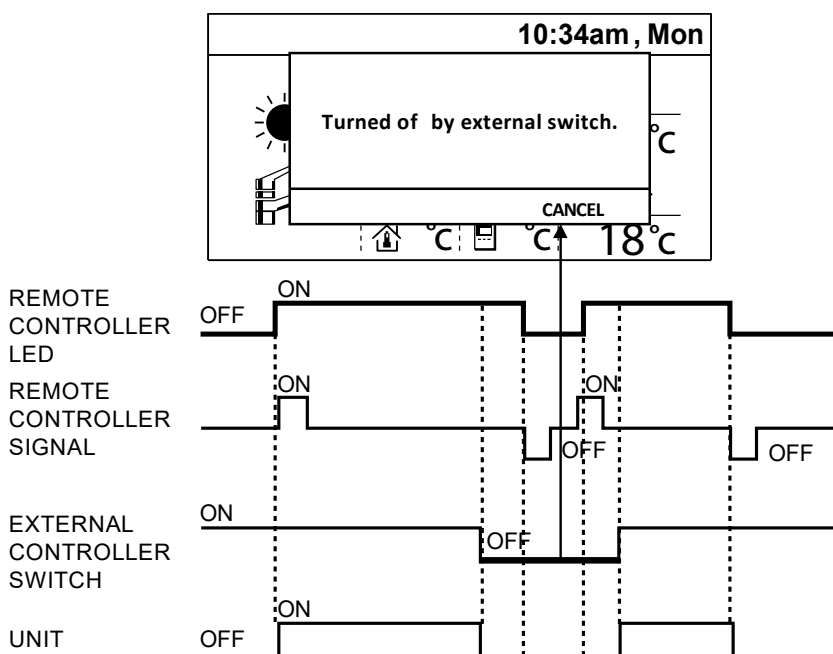 10:34am , Mon
Turned of by external switch.
°C
CANCEL
°C °C 18°C
REMOTE
CONTROLLER
LED
OFF
ON
REMOTE
CONTROLLER
SIGNAL
ON
OFF
ON
OFF
EXTERNAL
CONTROLLER
SWITCH
ON
OFF
UNIT
OFF
ON